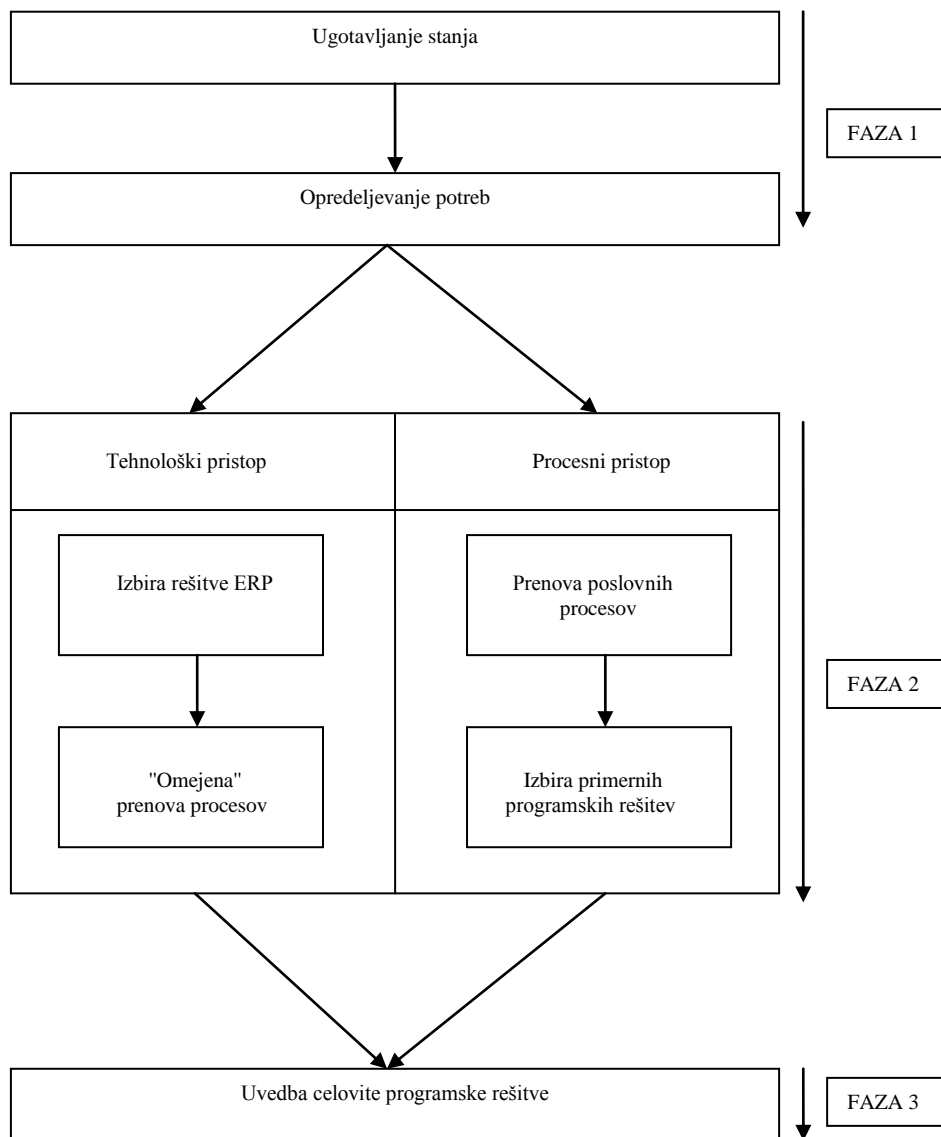 Ugotavljanje stanja
FAZA 1
Opredeljevanje potreb
Tehnološki pristop
Procesni pristop
Izbira rešitve ERP
Prenova poslovnih
procesov
FAZA 2
"Omejena"
prenova procesov
Izbira primernih
programskih rešitev
Uvedba celovite programske rešitve
FAZA 3